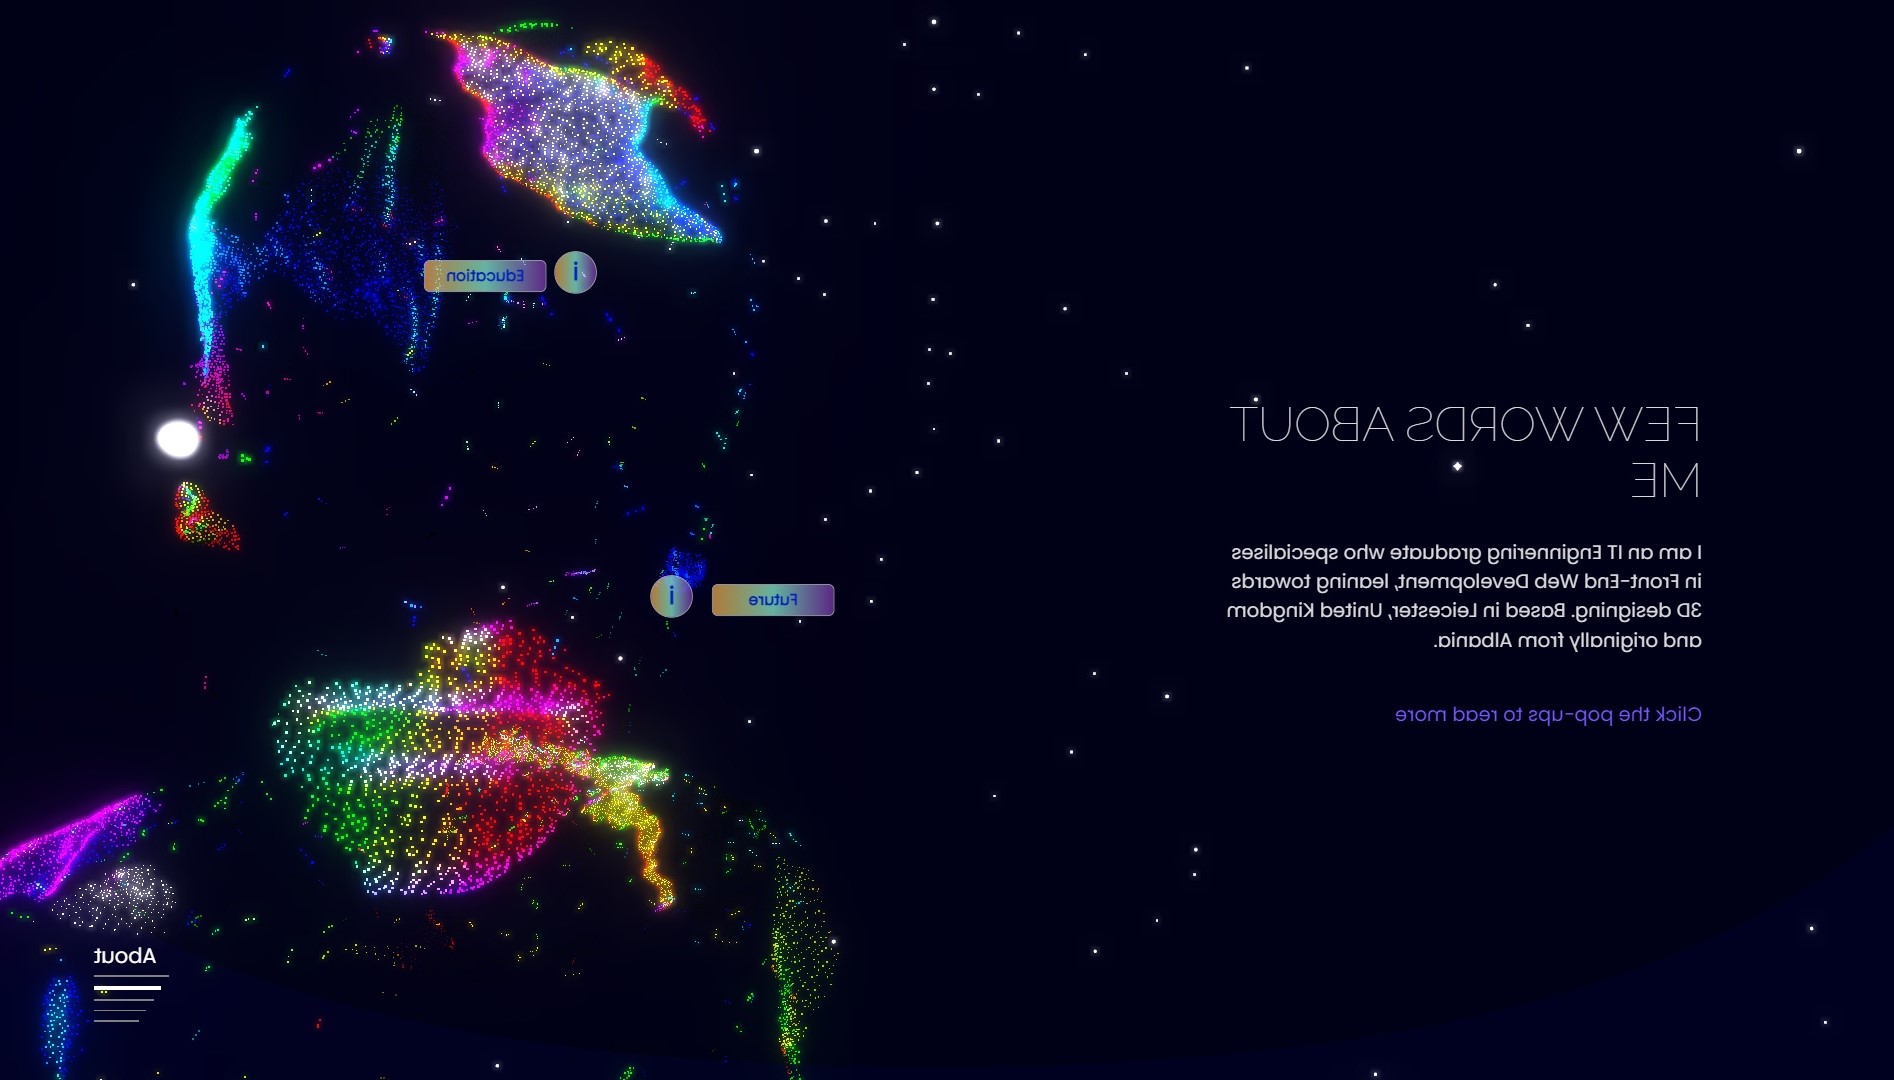 Education
i
FEW WORDS ABOUT
ME
I am an IT Enginnering graduate who specialises
in Front-End Web Development, leaning towards
3D designing. Based in Leicester, United Kingdom
and originally from Albania.
i
Future
Click the pop-ups to read more
About